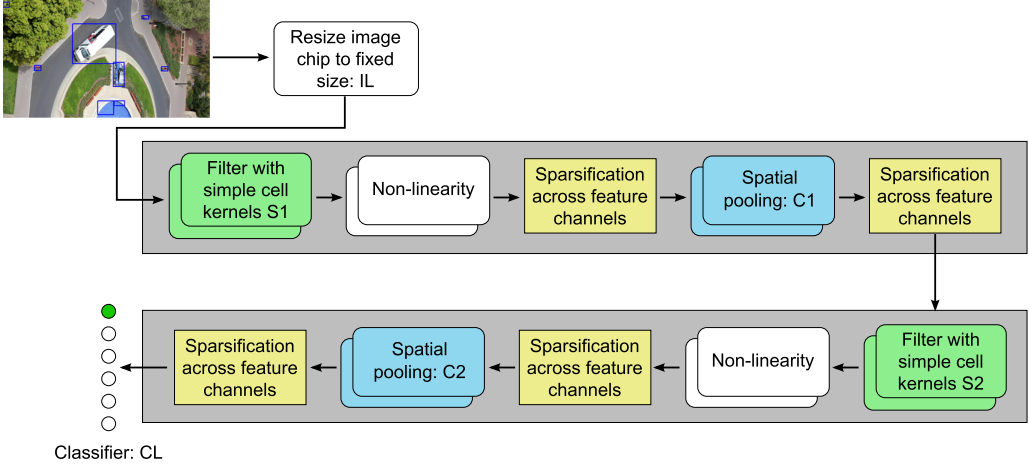 Resize image
chip to fixed
size: IL
Filter with
simple cell
kernels S1
Non-linearity
Sparsification
across feature
channels
Spatial
pooling: C1
Sparsification
across feature
channels
Sparsification
across feature
channels
Spatial
pooling: C2
Sparsification
across feature
channels
Non-linearity
Filter with
simple cell
kernels S2
Classifier: CL